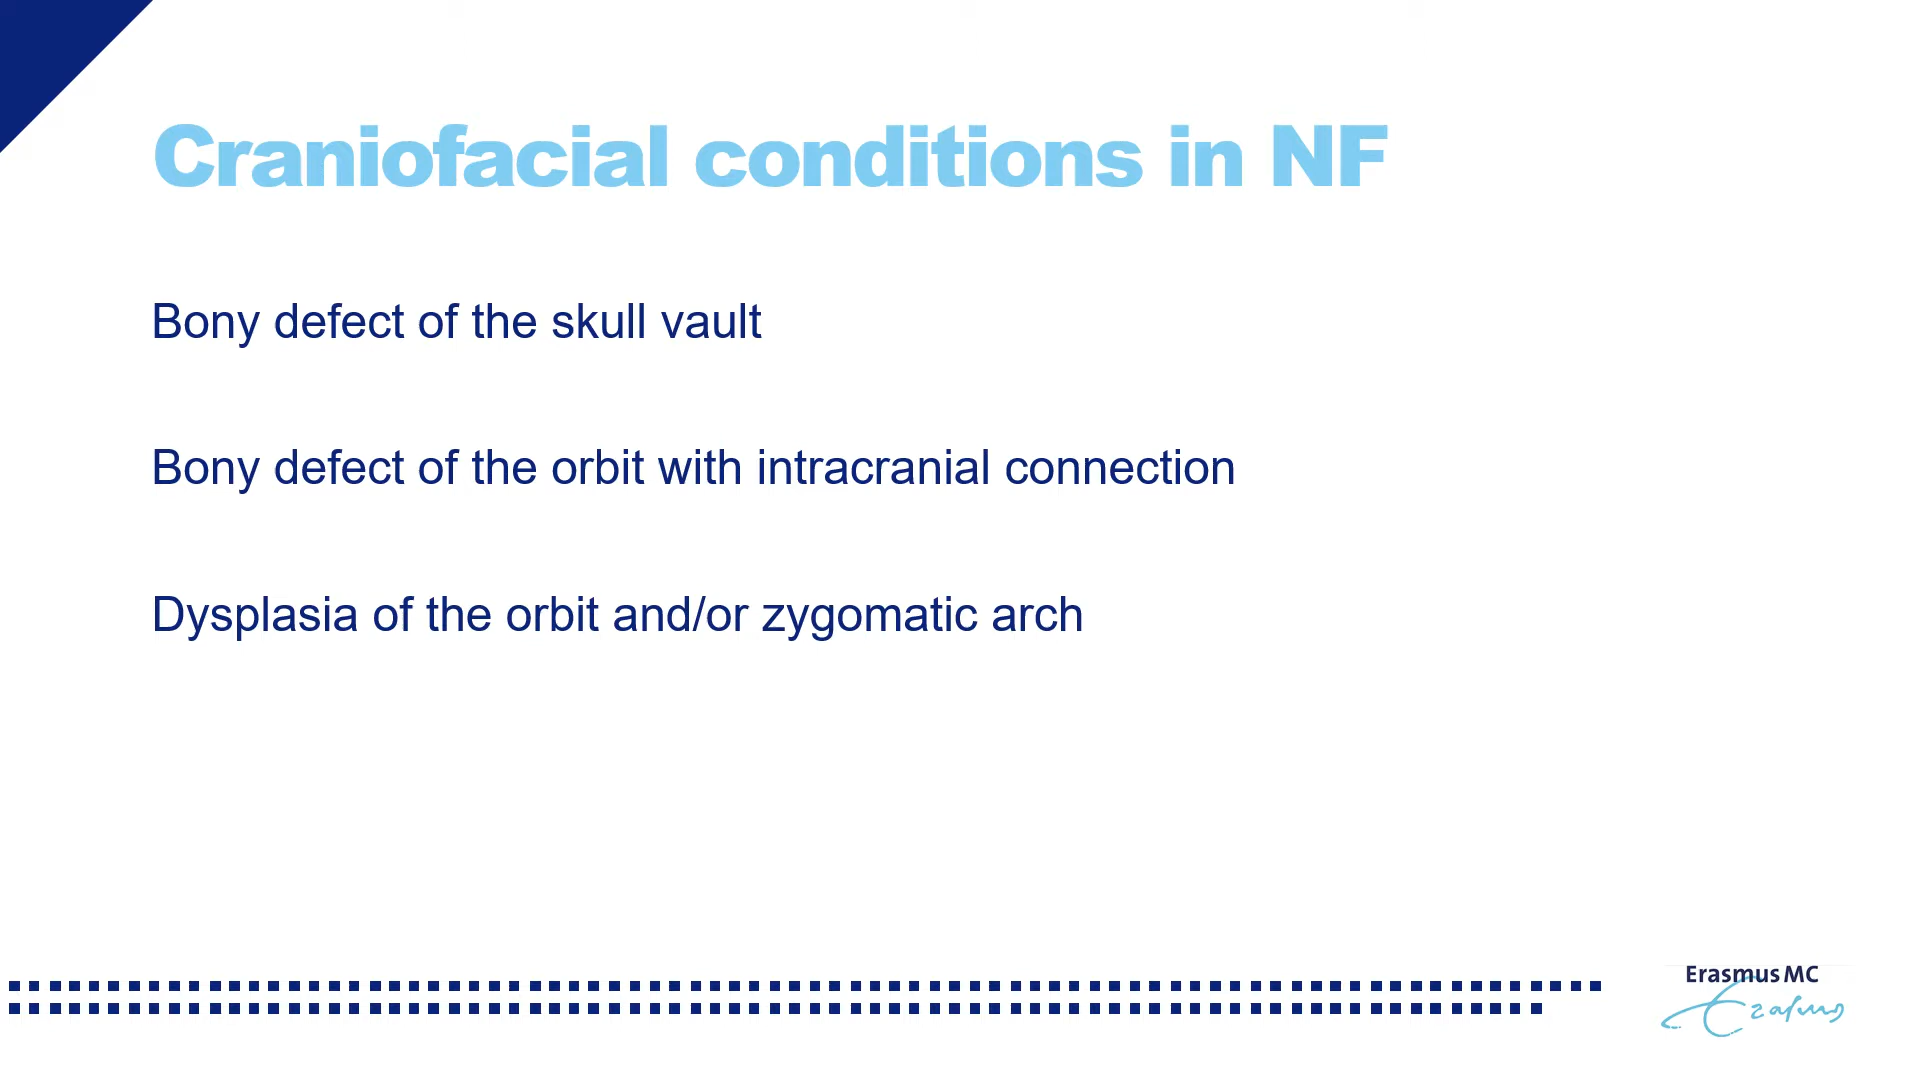 Craniofacial conditions in NF
Bony defect of the skull vault
Bony defect of the orbit with intracranial connection
Dysplasia of the orbit and/or zygomatic arch
Erasmus MC
Erasmus